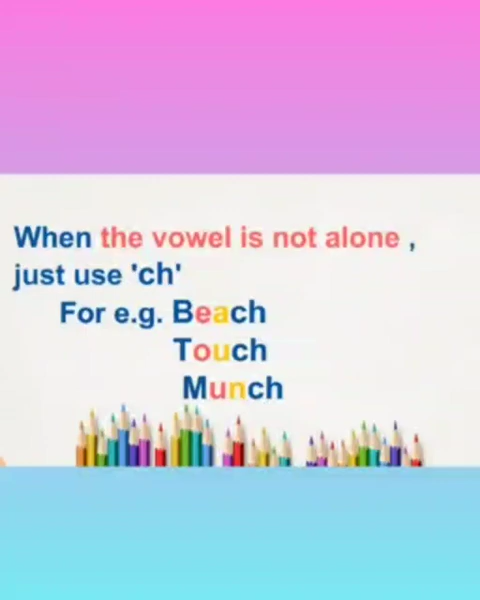 When the vowel is not alone ,
just use 'ch'
For e.g. Beach
Touch
Munch